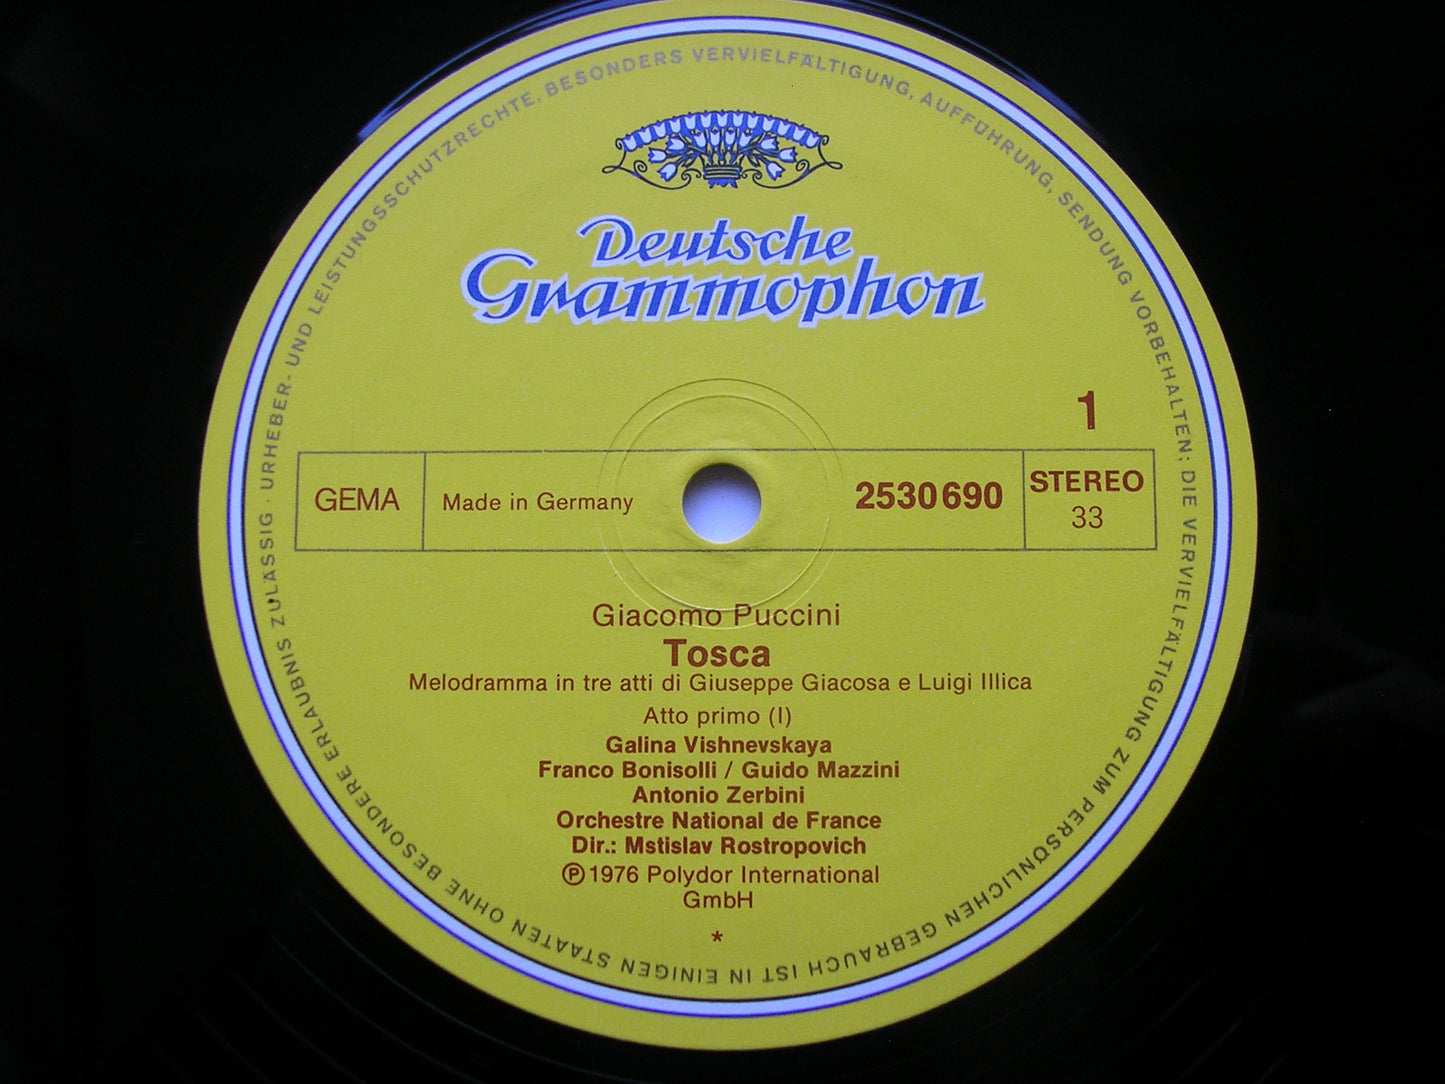 URHEBER- UND LEISTUNGSSCHUTZRECHTE, BESONDERS VERVIELFÄLTIGUNG, AUFFÜHRUNG, SENDUNG VORBEHALTEN; DIE VERVIELFÄLTIGUNG ZUM PERSÖNLICHEN GEBRAUCH IST IN EINIGEN STAATEN OHNE BESONDERE ERLAUBNIS ZULÄSSIG ·
Deutsche
Grammophon
1
GEMA
Made in Germany
2530690
STEREO
33
Giacomo Puccini
Tosca
Melodramma in tre atti di Giuseppe Giacosa e Luigi Illica
Atto primo (I)
Galina Vishnevskaya
Franco Bonisolli / Guido Mazzini
Antonio Zerbini
Orchestre National de France
Dir.: Mstislav Rostropovich
℗ 1976 Polydor International
GmbH
*